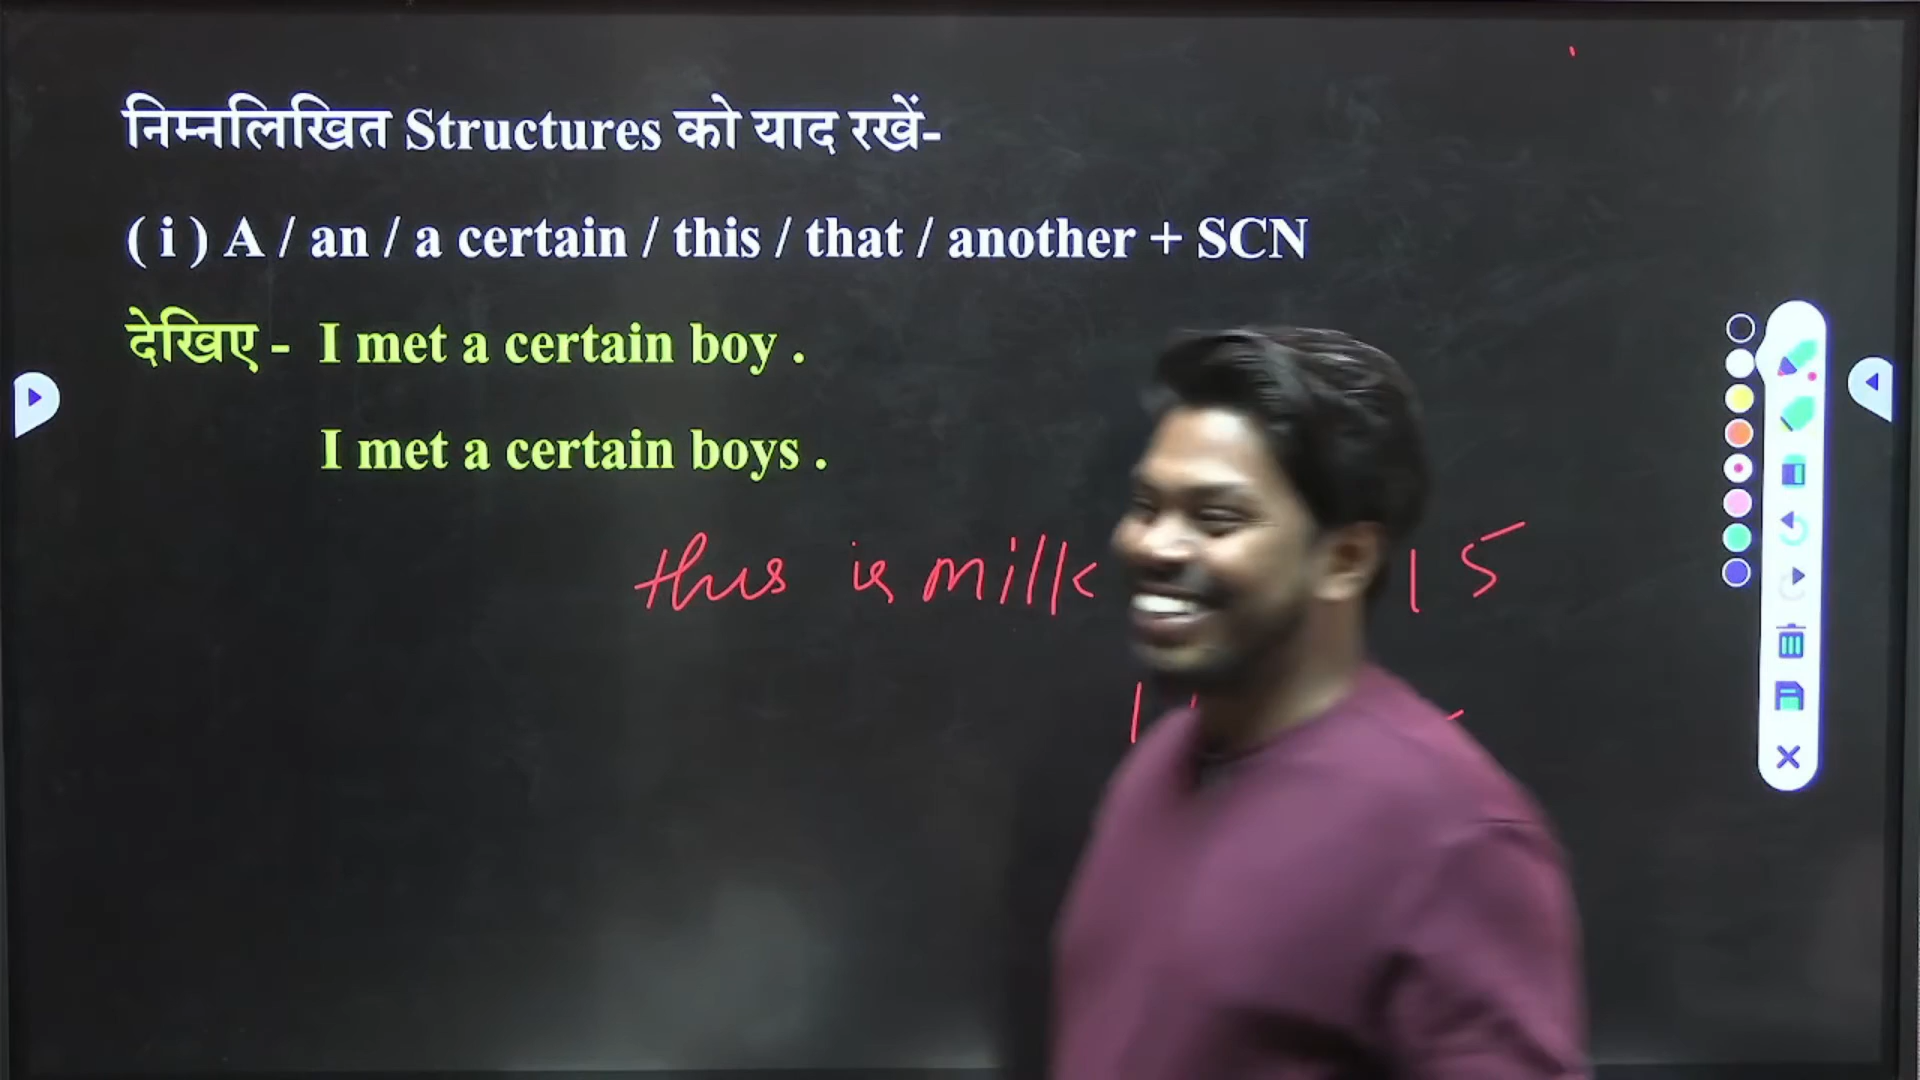 निम्नलिखित Structures को याद रखें-
( i ) A / an / a certain / this / that / another + SCN
देखिए - I met a certain boy .
I met a certain boys .
this is milk 15